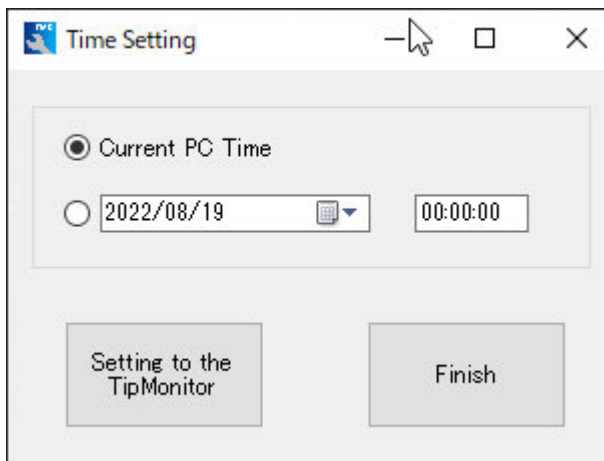 Time Setting
Current PC Time
2022/08/19 00:00:00
Setting to the
TipMonitor
Finish